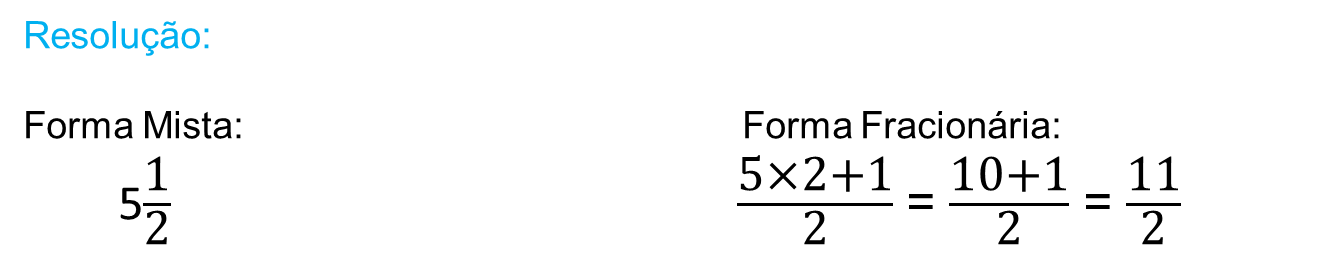 Resolução:
Forma Mista:
5 1/2
Forma Fracionária:
5×2+1/2 = 10+1/2 = 11/2